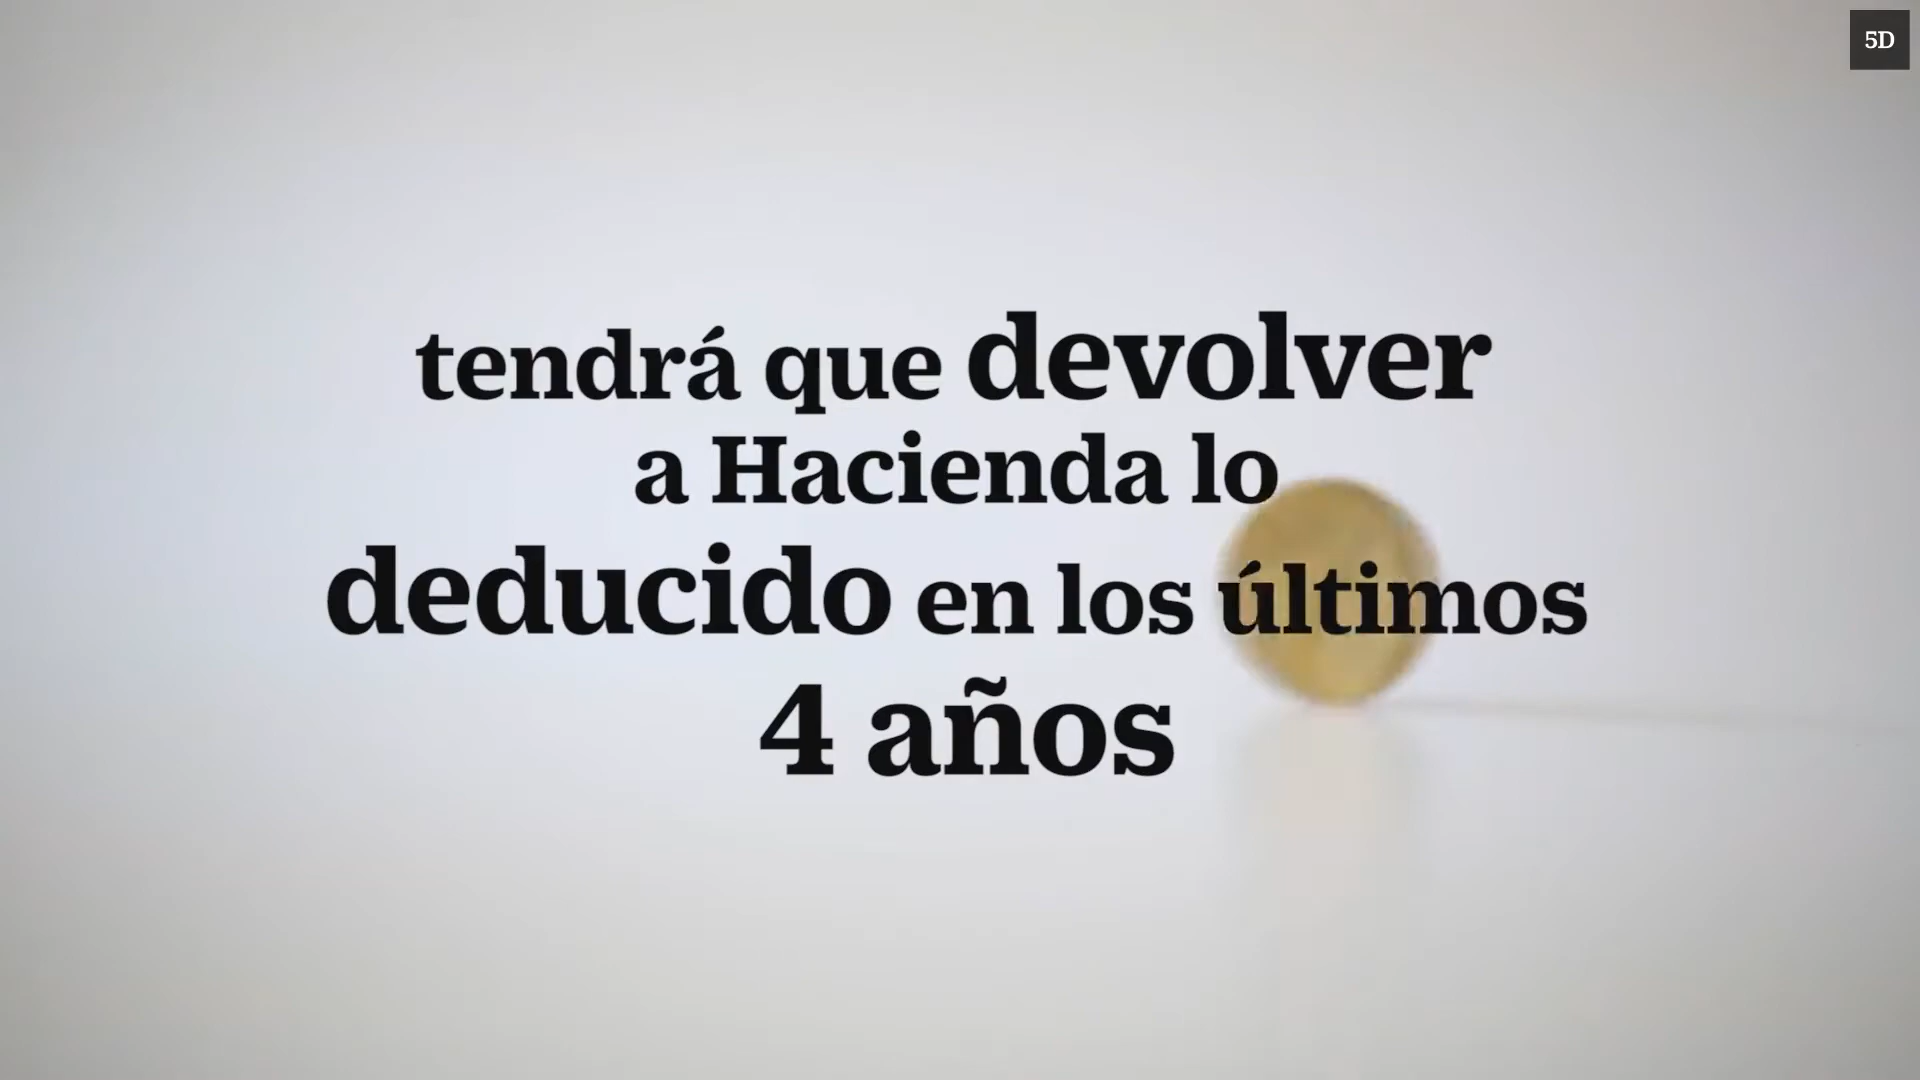 5D
tendrá que devolver
a Hacienda lo
deducido en los últimos
4 años